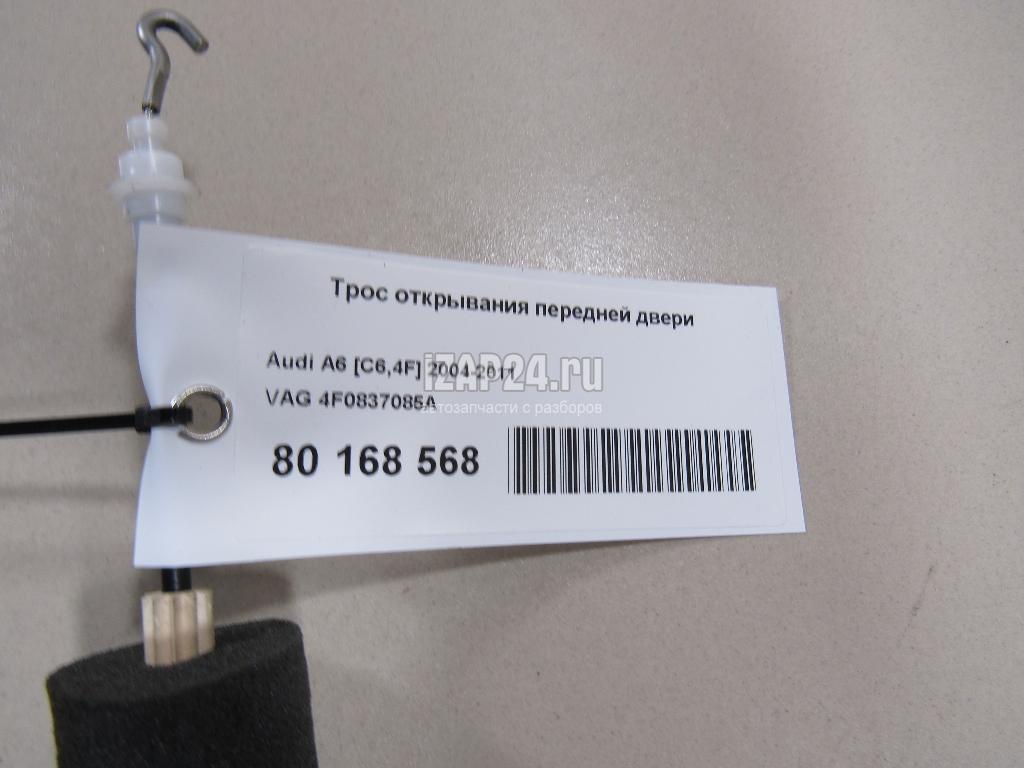 Трос открывания передней двери
Audi A6 [C6,4F] 2004-2011
iZAP24.ru
VAG 4F0837085A
автозапчасти с разборов
80 168 568